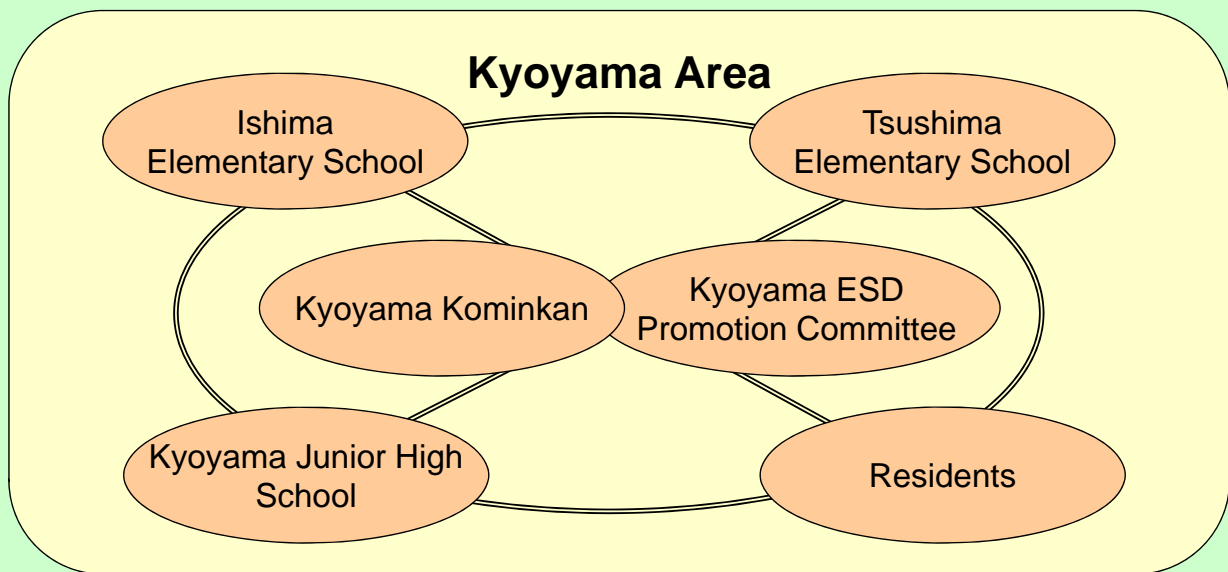 Kyoyama Area
Ishima
Elementary School
Tsushima
Elementary School
Kyoyama Kominkan
Kyoyama ESD
Promotion Committee
Kyoyama Junior High
School
Residents